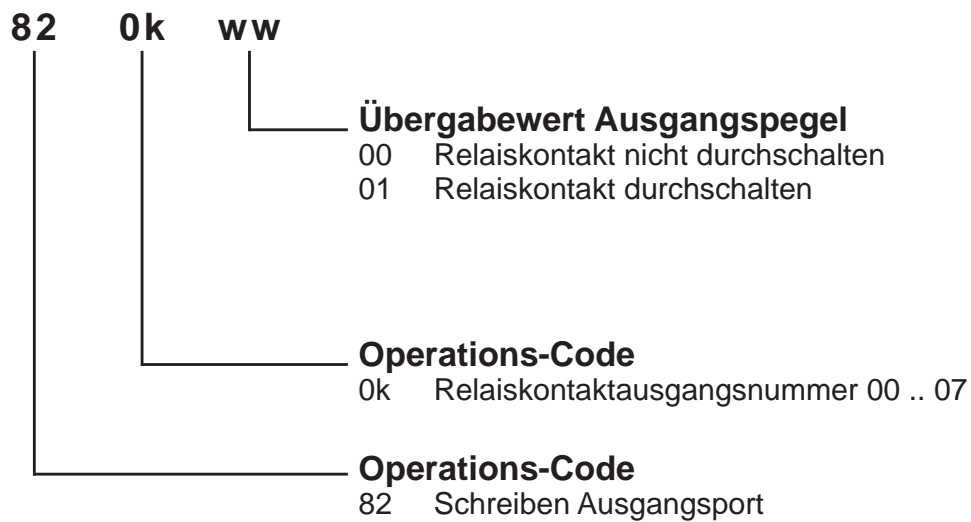 82 0k ww
Übergabewert Ausgangspegel
00 Relaiskontakt nicht durchschalten
01 Relaiskontakt durchschalten
Operations-Code
0k Relaiskontaktausgangsnummer 00 .. 07
Operations-Code
82 Schreiben Ausgangsport